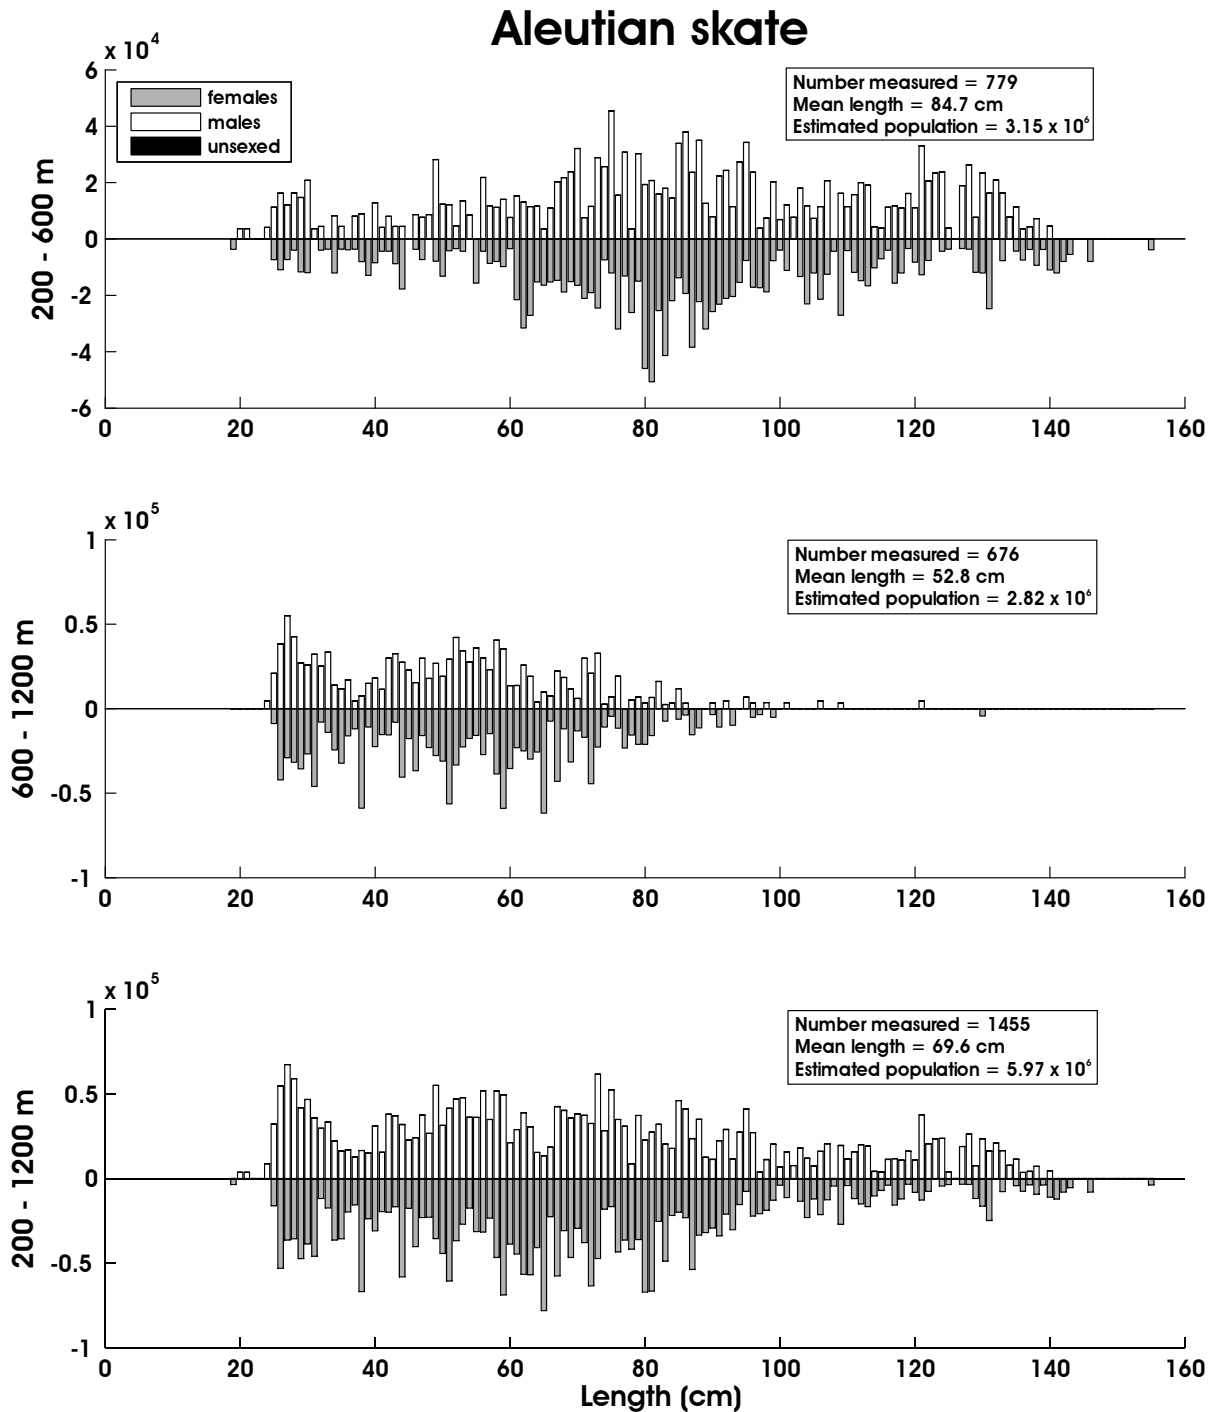 Aleutian skate
x 10^4
6
4
2
0
-2
-4
-6
200 - 600 m
females
males
unsexed
Number measured = 779
Mean length = 84.7 cm
Estimated population = 3.15 x 10^6
0 20 40 60 80 100 120 140 160
x 10^5
1
0.5
0
-0.5
-1
600 - 1200 m
Number measured = 676
Mean length = 52.8 cm
Estimated population = 2.82 x 10^6
0 20 40 60 80 100 120 140 160
x 10^5
1
0.5
0
-0.5
-1
200 - 1200 m
Number measured = 1455
Mean length = 69.6 cm
Estimated population = 5.97 x 10^6
0 20 40 60 80 100 120 140 160
Length (cm)